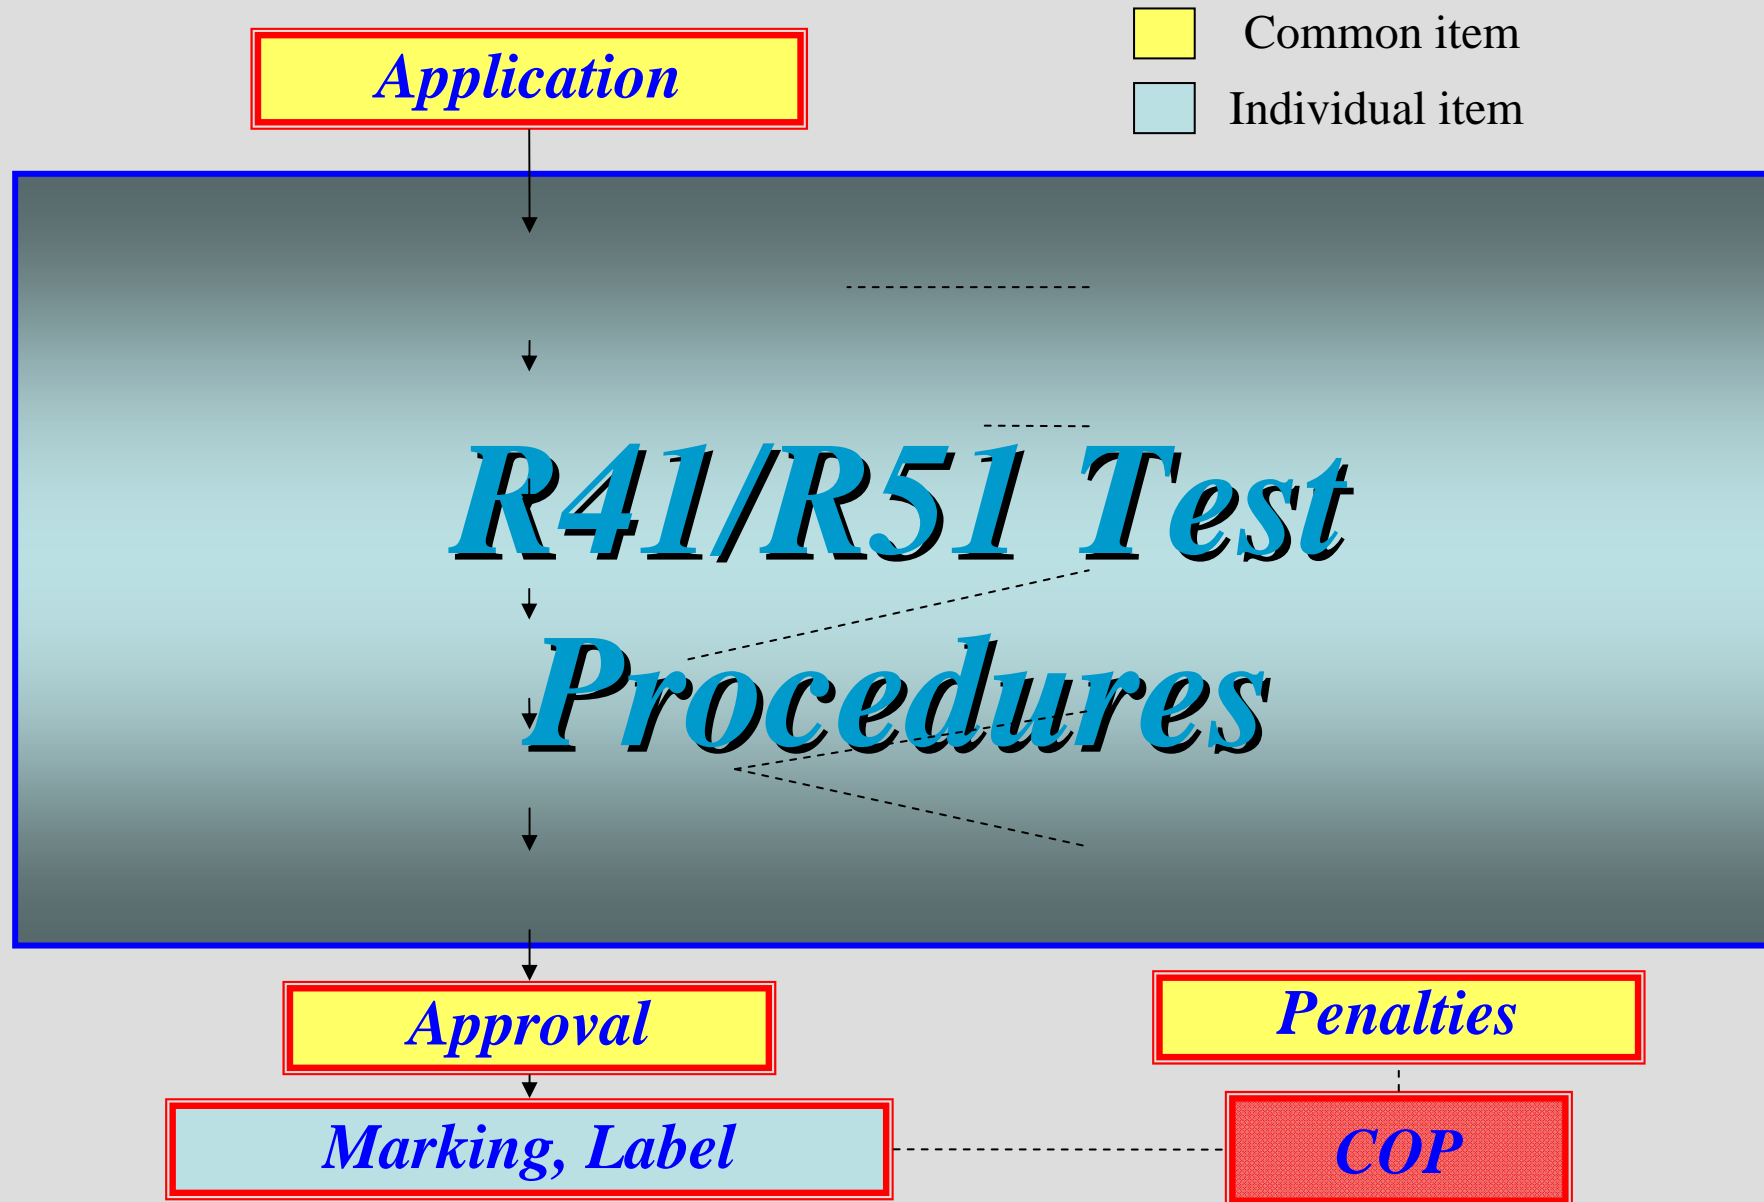 Application
Common item
Individual item
R41/R51 Test
Procedures
Approval
Penalties
Marking, Label
COP